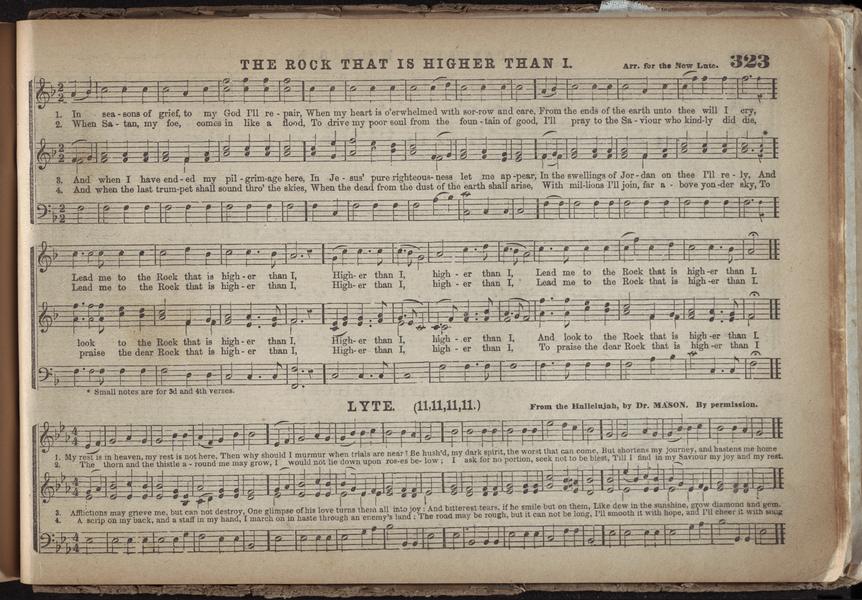 THE ROCK THAT IS HIGHER THAN I. Arr. for the New Lute. 323
1. In sea-sons of grief, to my God I'll re-pair, When my heart is o'erwhelmed with sor-row and care, From the ends of the earth unto thee will I cry,
2. When Sa-tan, my foe, comes in like a flood, To drive my poor soul from the foun-tain of good, I'll pray to the Sa-viour who kind-ly did die,
3. And when I have end-ed my pil-grim-age here, In Je-sus' pure righteous-ness let me ap-pear, In the swellings of Jor-dan on thee I'll re-ly, And
4. And when the last trum-pet shall sound thro' the skies, When the dead from the dust of the earth shall arise, With mil-lions I'll join, far a-bove yon-der sky, To
Lead me to the Rock that is high-er than I, High-er than I, high-er than I, Lead me to the Rock that is high-er than I.
Lead me to the Rock that is high-er than I, High-er than I, high-er than I, Lead me to the Rock that is high-er than I.
look to the Rock that is high-er than I, High-er than I, high-er than I, And look to the Rock that is high-er than I.
praise the dear Rock that is high-er than I, High-er than I, high-er than I, To praise the dear Rock that is high-er than I
* Small notes are for 3d and 4th verses.
LYTE. (11,11,11,11.) From the Hallelujah, by Dr. MASON. By permission.
1. My rest is in heaven, my rest is not here, Then why should I murmur when trials are near! Be hush'd, my dark spirit, the worst that can come, But shortens my journey, and hastens me home
2. The thorn and the thistle a-round me may grow, I would not lie down upon ros-es be-low; I ask for no portion, seek not to be blest, Till I find in my Saviour my joy and my rest.
3. Afflictions may grieve me, but can not destroy, One glimpse of his love turns them all into joy: And bitterest tears, if he smile but on them, Like dew in the sunshine, grow diamond and gem.
4. A scrip on my back, and a staff in my hand, I march on in haste through an enemy's land: The road may be rough, but it can not be long, I'll smooth it with hope, and I'll cheer it with song